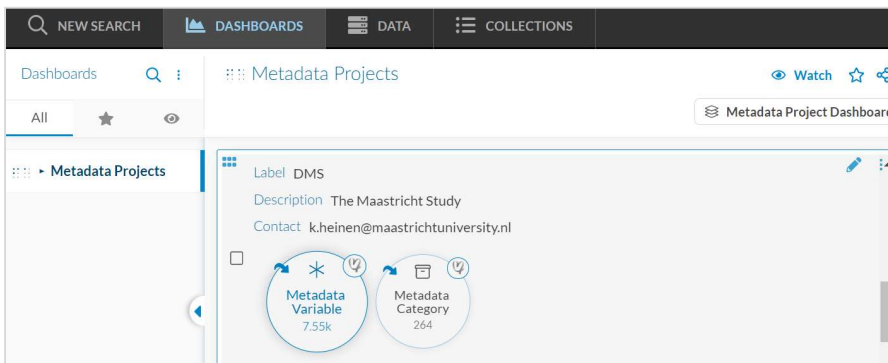 NEW SEARCH DASHBOARDS DATA COLLECTIONS
Dashboards Metadata Projects Watch
Metadata Project Dashboard
All
Metadata Projects
Label DMS
Description The Maastricht Study
Contact k.heinen@maastrichtuniversity.nl
Metadata Variable 7.55k
Metadata Category 264